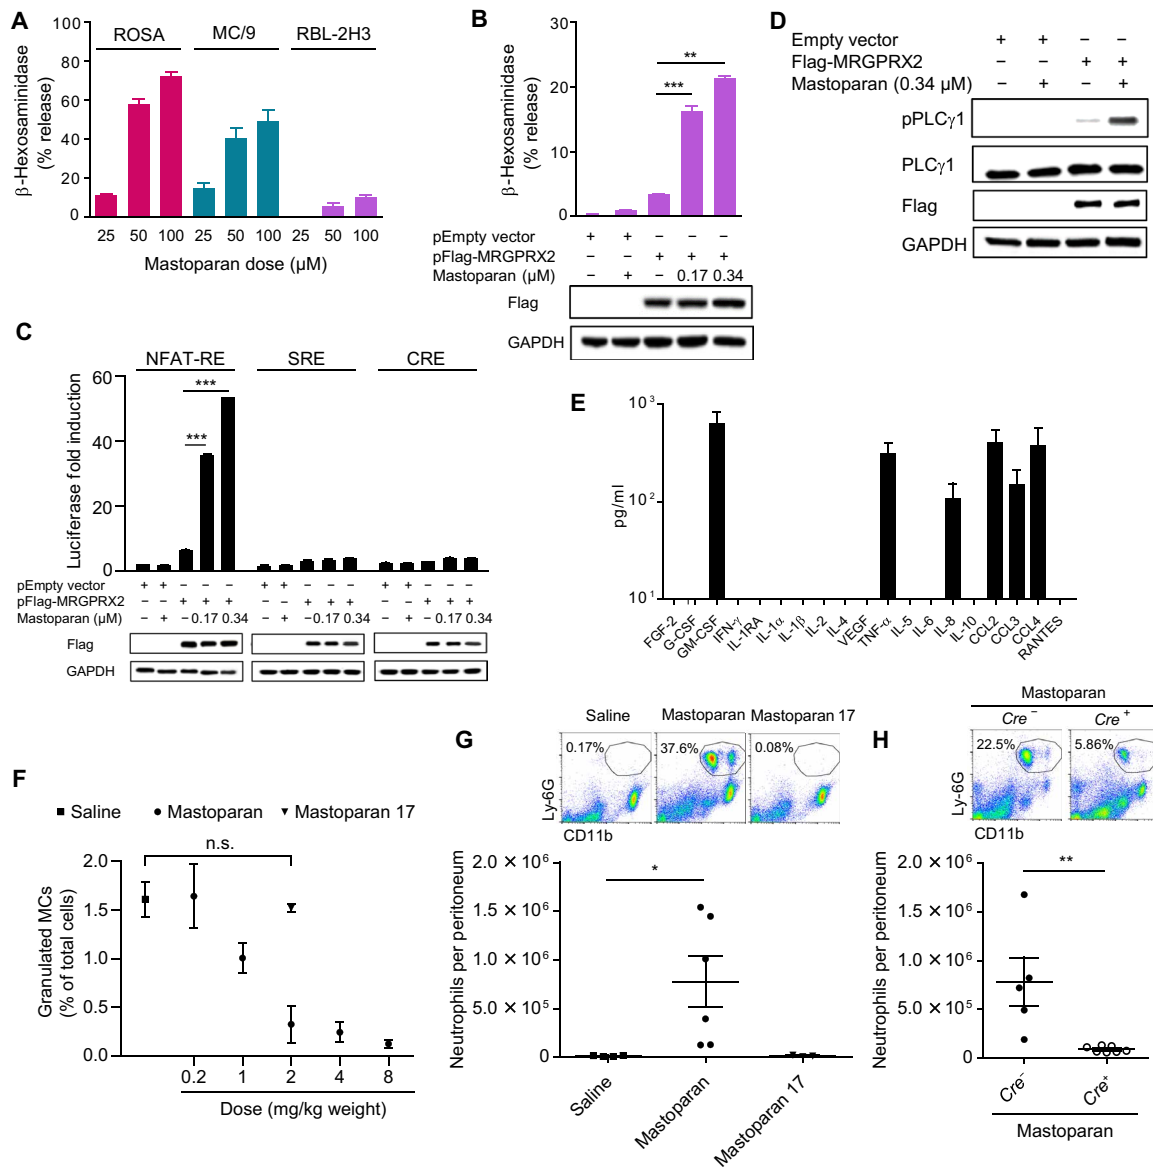 A
ROSA MC/9 RBL-2H3
β-Hexosaminidase
(% release)
100
80
60
40
20
0
25 50 100 25 50 100 25 50 100
Mastoparan dose (μM)
B
β-Hexosaminidase
(% release)
30
20
10
0
** 
***
pEmpty vector + + − − −
pFlag-MRGPRX2 − − + + +
Mastoparan (μM) − + − 0.17 0.34
Flag
GAPDH
D
Empty vector + + − −
Flag-MRGPRX2 − − + +
Mastoparan (0.34 μM) − + − +
pPLCγ1
PLCγ1
Flag
GAPDH
C
NFAT-RE SRE CRE
Luciferase fold induction
60
40
20
0
***
***
pEmpty vector + + − − − + + − − − + + − − −
pFlag-MRGPRX2 − − + + + − − + + + − − + + +
Mastoparan (μM) − + − 0.17 0.34 − + − 0.17 0.34 − + − 0.17 0.34
Flag
GAPDH
E
pg/ml
10³
10²
10¹
FGF-2 G-CSF GM-CSF IFN-γ IL-1RA IL-1α IL-1β IL-2 IL-4 VEGF TNF-α IL-5 IL-6 IL-8 IL-10 CCL2 CCL3 CCL4 RANTES
F
Saline Mastoparan Mastoparan 17
n.s.
Granulated MCs
(% of total cells)
2.0
1.5
1.0
0.5
0.0
0.2 1 2 4 8
Dose (mg/kg weight)
G
Saline Mastoparan Mastoparan 17
0.17% 37.6% 0.08%
Ly-6G
CD11b
Neutrophils per peritoneum
2.0 × 10⁶
1.5 × 10⁶
1.0 × 10⁶
5.0 × 10⁵
0
*
Saline Mastoparan Mastoparan 17
H
Mastoparan
Cre⁻ Cre⁺
22.5% 5.86%
Ly-6G
CD11b
Neutrophils per peritoneum
2.0 × 10⁶
1.5 × 10⁶
1.0 × 10⁶
5.0 × 10⁵
0
**
Cre⁻ Cre⁺
Mastoparan